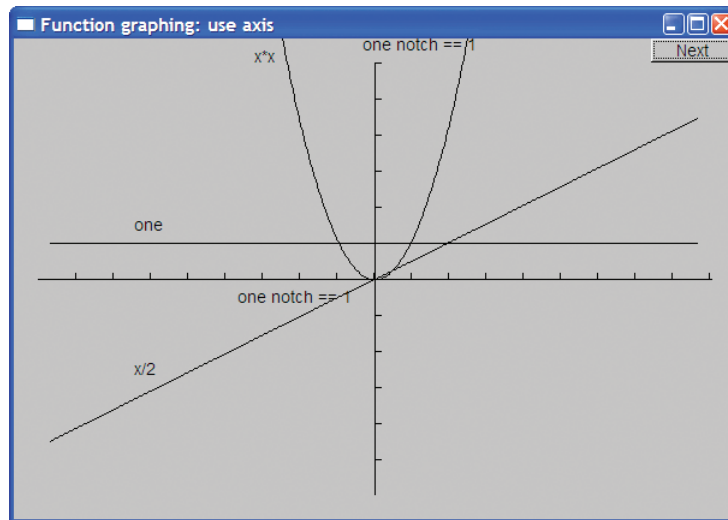 Function graphing: use axis
one notch == 1
Next
x*x
one
one notch == 1
x/2